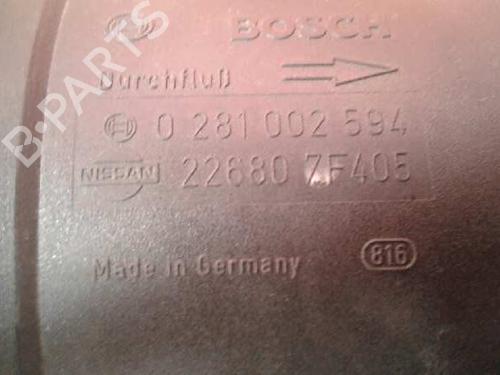 BOSCH
Durchfluß
0 281 002 594
NISSAN 22680 7F405
Made in Germany 816
B-PARTS